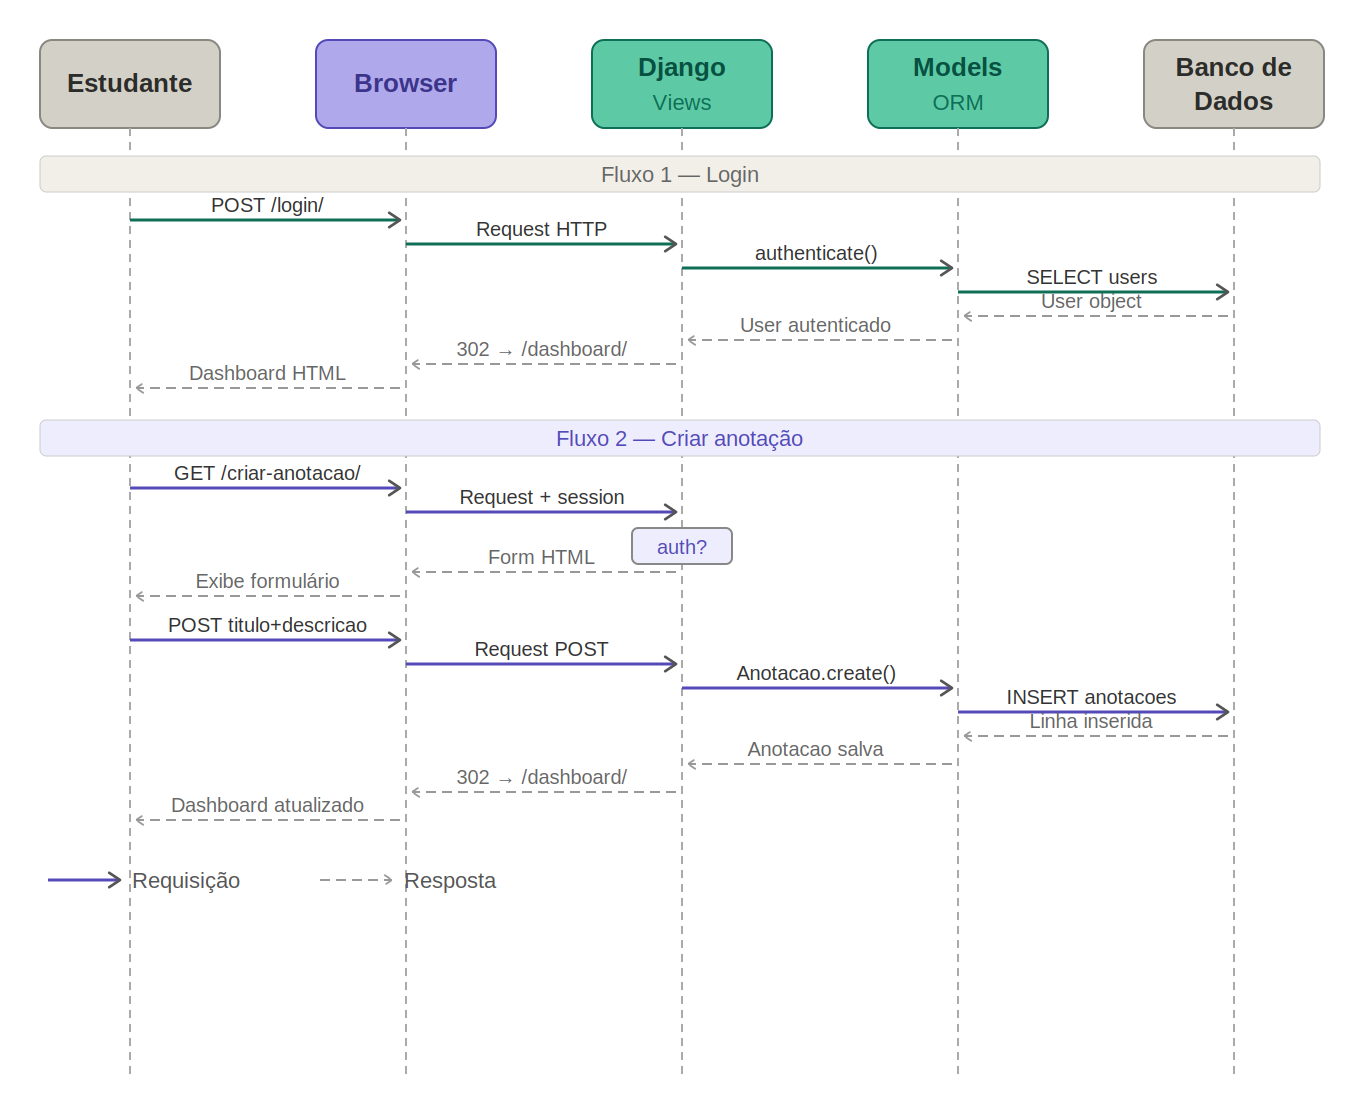 Estudante
Browser
Django
Views
Models
ORM
Banco de
Dados
Fluxo 1 — Login
POST /login/
Request HTTP
authenticate()
SELECT users
User object
User autenticado
302 → /dashboard/
Dashboard HTML
Fluxo 2 — Criar anotação
GET /criar-anotacao/
Request + session
auth?
Form HTML
Exibe formulário
POST titulo+descricao
Request POST
Anotacao.create()
INSERT anotacoes
Linha inserida
Anotacao salva
302 → /dashboard/
Dashboard atualizado
Requisição
Resposta